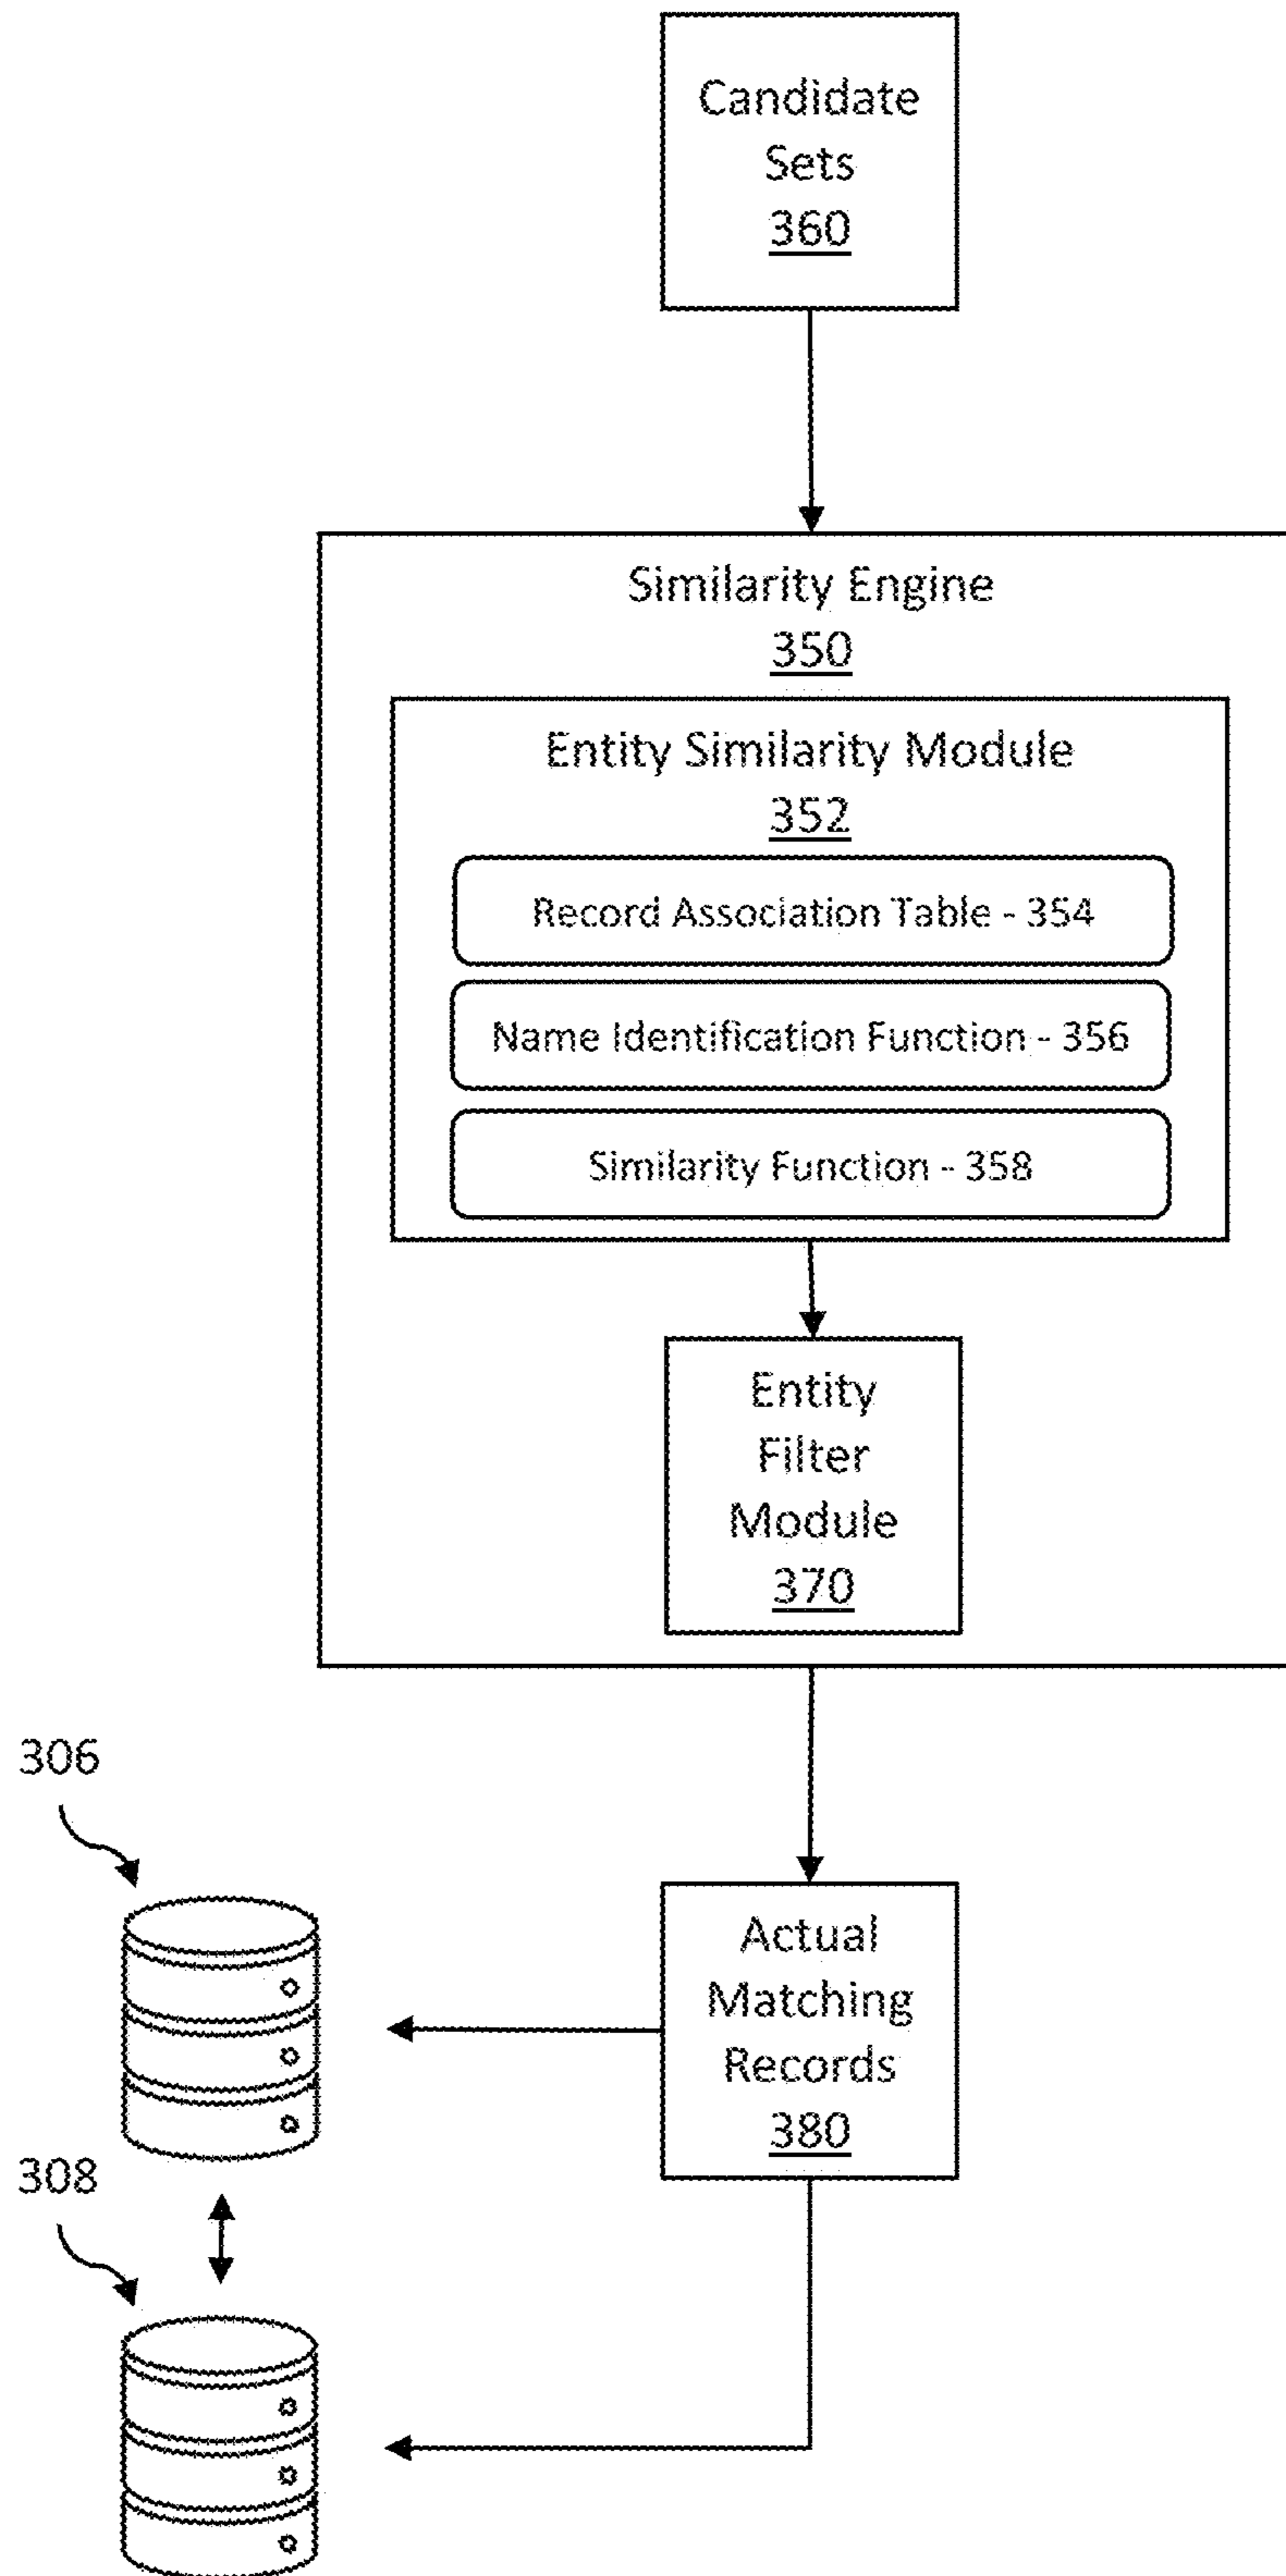 Candidate
Sets
360
Similarity Engine
350
Entity Similarity Module
352
Record Association Table - 354
Name Identification Function - 356
Similarity Function - 358
Entity
Filter
Module
370
306
Actual
Matching
Records
380
308